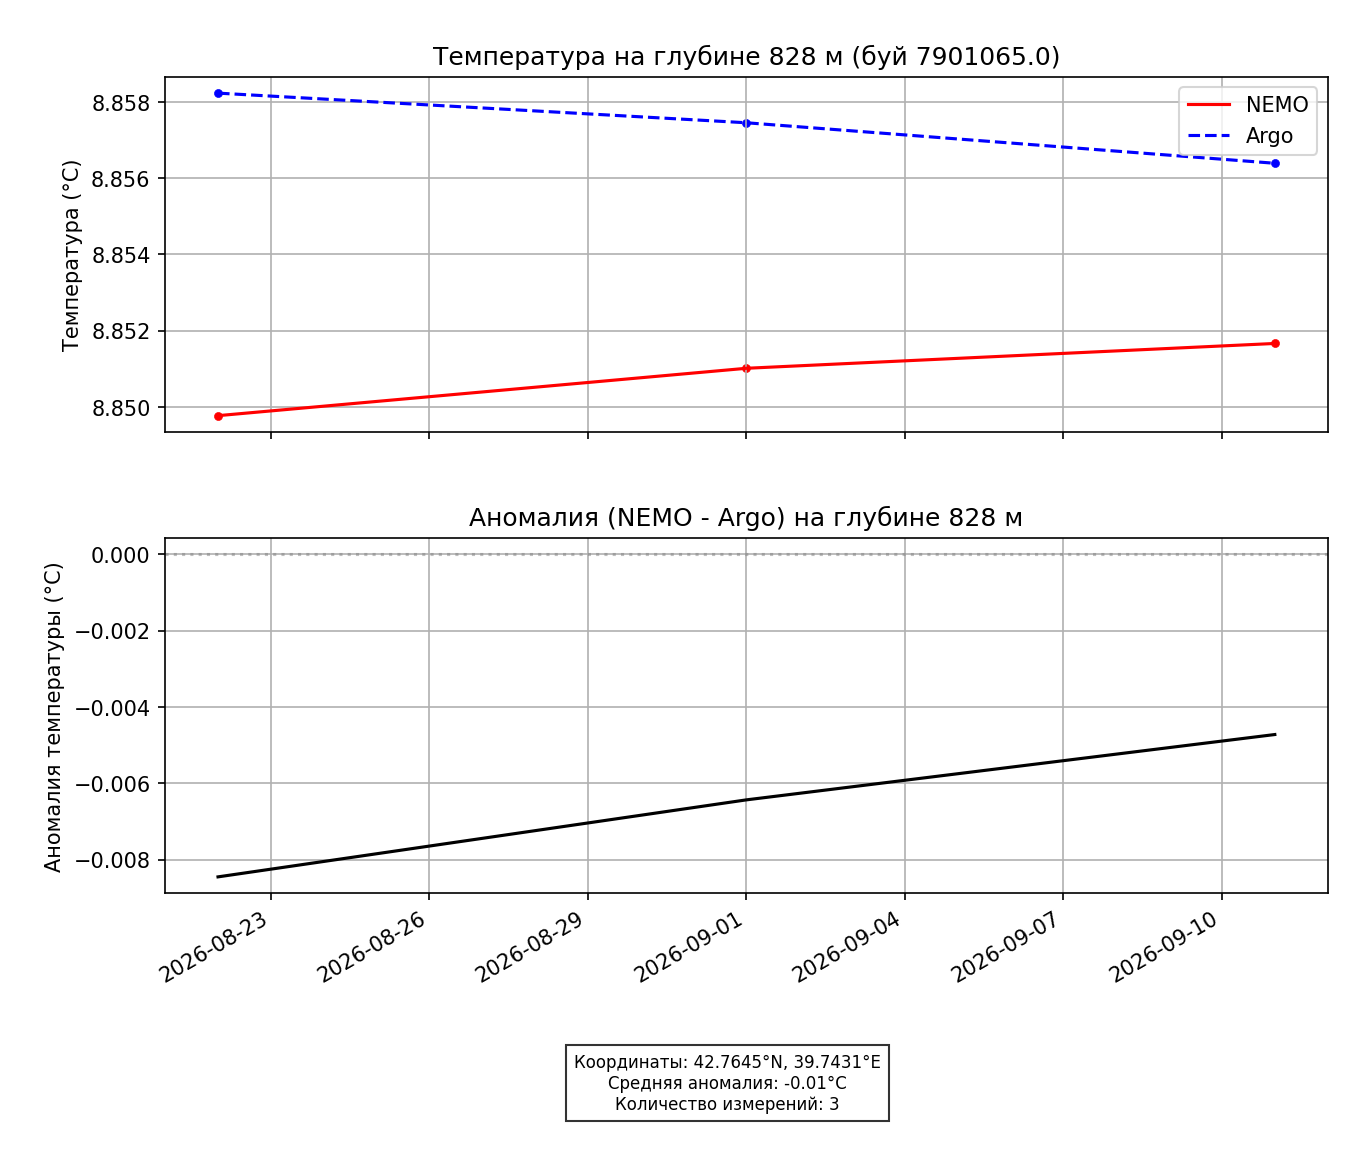 Температура на глубине 828 м (буй 7901065.0)
Температура (°C)
8.858
8.856
8.854
8.852
8.850
NEMO
Argo
Аномалия (NEMO - Argo) на глубине 828 м
Аномалия температуры (°C)
0.000
−0.002
−0.004
−0.006
−0.008
2026-08-23
2026-08-26
2026-08-29
2026-09-01
2026-09-04
2026-09-07
2026-09-10
Координаты: 42.7645°N, 39.7431°E
Средняя аномалия: -0.01°C
Количество измерений: 3